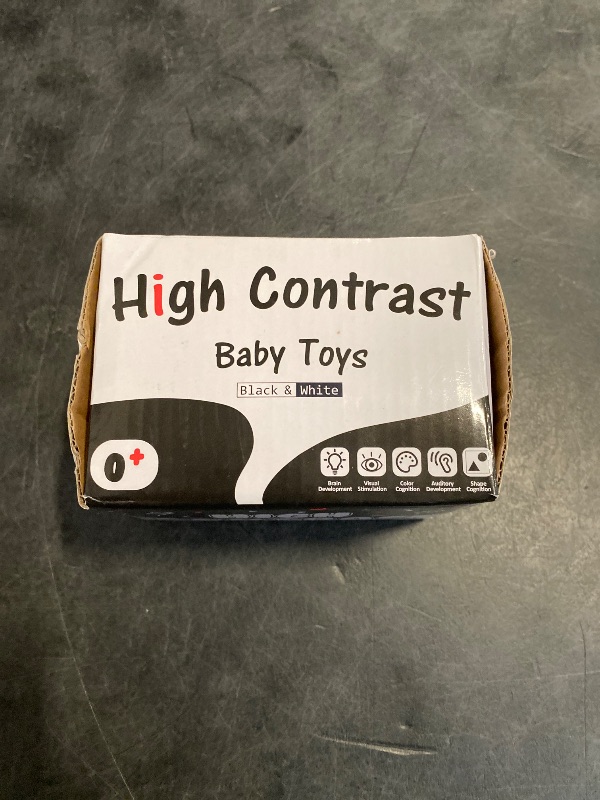 High Contrast
Baby Toys
Black & White
0+
Brain Development
Visual Stimulation
Color Cognition
Auditory Development
Shape Cognition